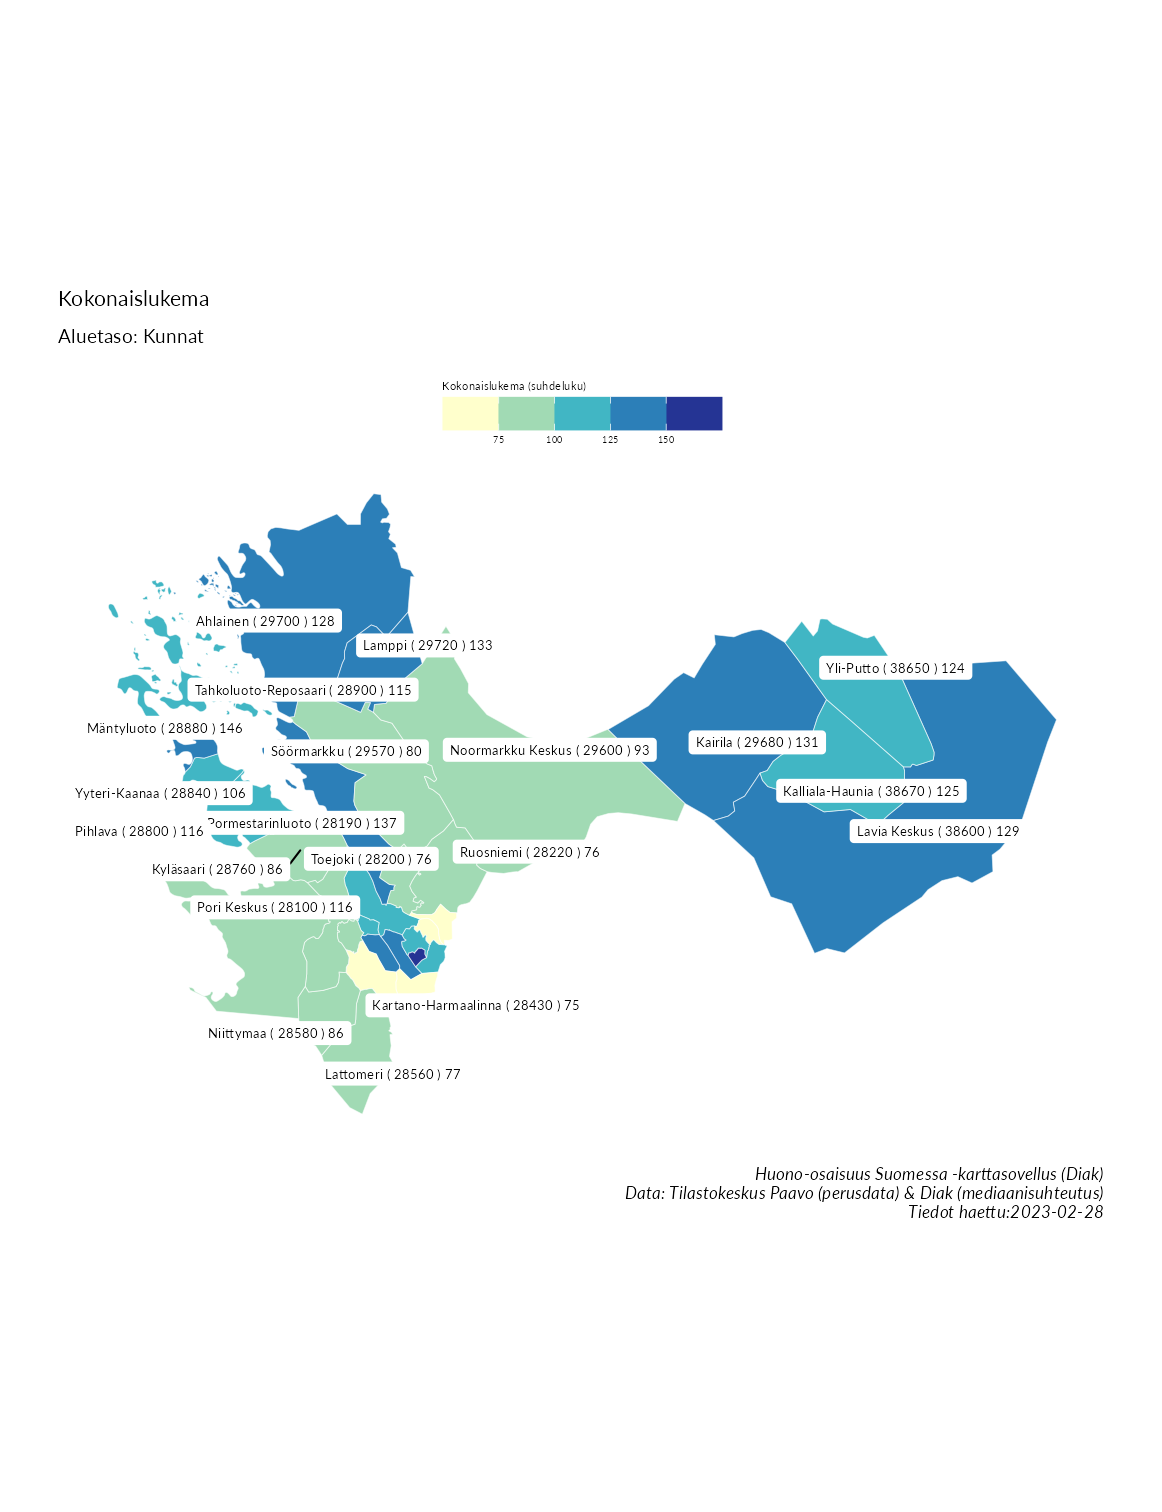 Kokonaislukema
Aluetaso: Kunnat
Kokonaislukema (suhdeluku)
75 100 125 150
Ahlainen ( 29700 ) 128
Lamppi ( 29720 ) 133
Yli-Putto ( 38650 ) 124
Tahkoluoto-Reposaari ( 28900 ) 115
Mäntyluoto ( 28880 ) 146
Kairila ( 29680 ) 131
Söörmarkku ( 29570 ) 80
Noormarkku Keskus ( 29600 ) 93
Yyteri-Kaanaa ( 28840 ) 106
Kalliala-Haunia ( 38670 ) 125
Pormestarinluoto ( 28190 ) 137
Pihlava ( 28800 ) 116
Lavia Keskus ( 38600 ) 129
Toejoki ( 28200 ) 76
Ruosniemi ( 28220 ) 76
Kyläsaari ( 28760 ) 86
Pori Keskus ( 28100 ) 116
Kartano-Harmaalinna ( 28430 ) 75
Niittymaa ( 28580 ) 86
Lattomeri ( 28560 ) 77
Huono-osaisuus Suomessa -karttasovellus (Diak)
Data: Tilastokeskus Paavo (perusdata) & Diak (mediaanisuhteutus)
Tiedot haettu:2023-02-28